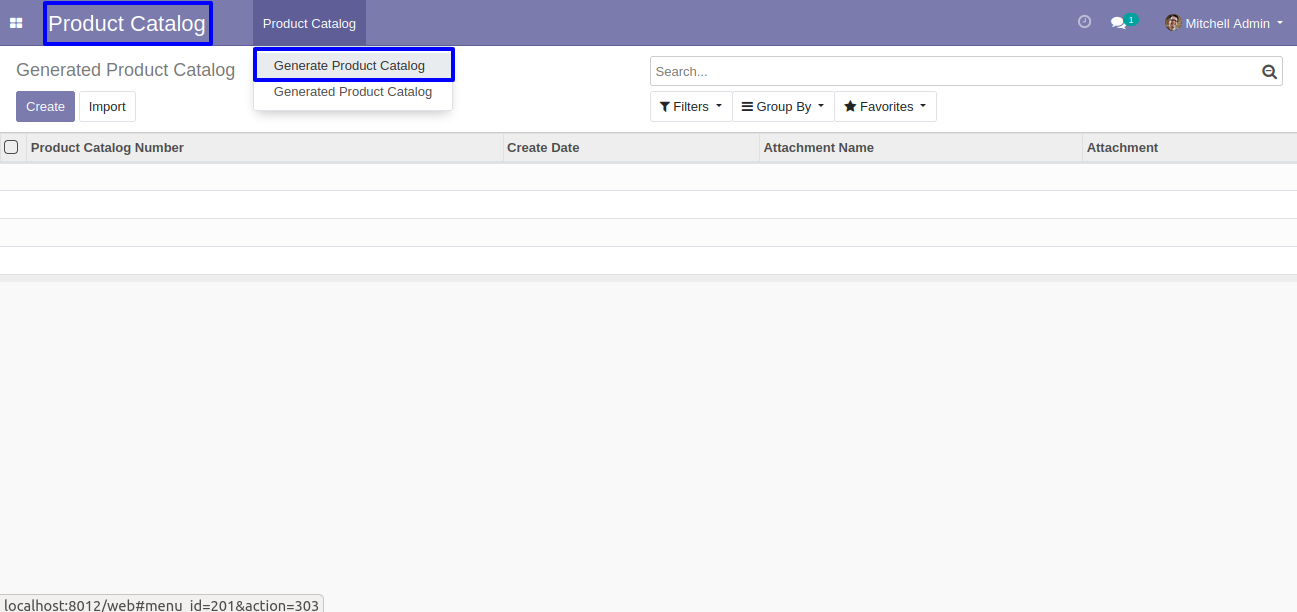 Product Catalog
Product Catalog
1
Mitchell Admin
Generated Product Catalog
Generate Product Catalog
Generated Product Catalog
Search...
Create
Import
Filters
Group By
Favorites
Product Catalog Number
Create Date
Attachment Name
Attachment
localhost:8012/web#menu_id=201&action=303